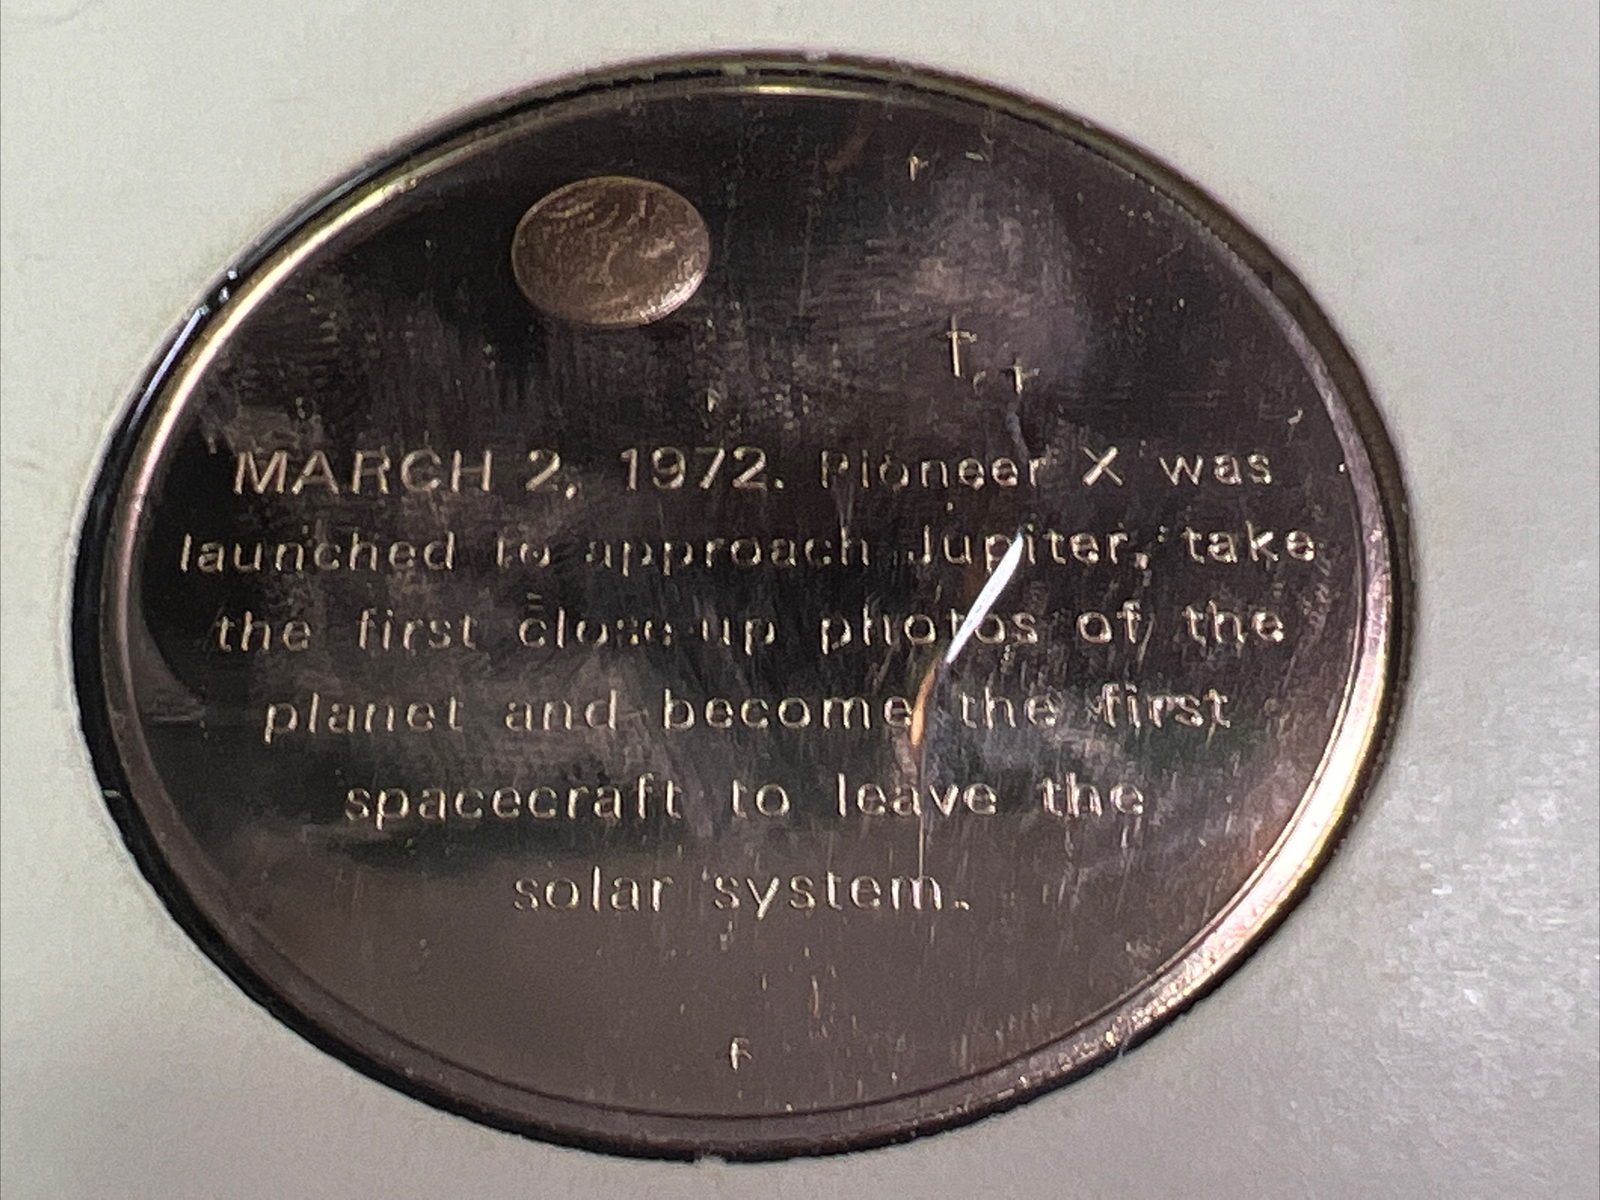 MARCH 2, 1972. Pioneer X was
launched to approach Jupiter, take
the first close-up photos of the
planet and become the first
spacecraft to leave the
solar system.